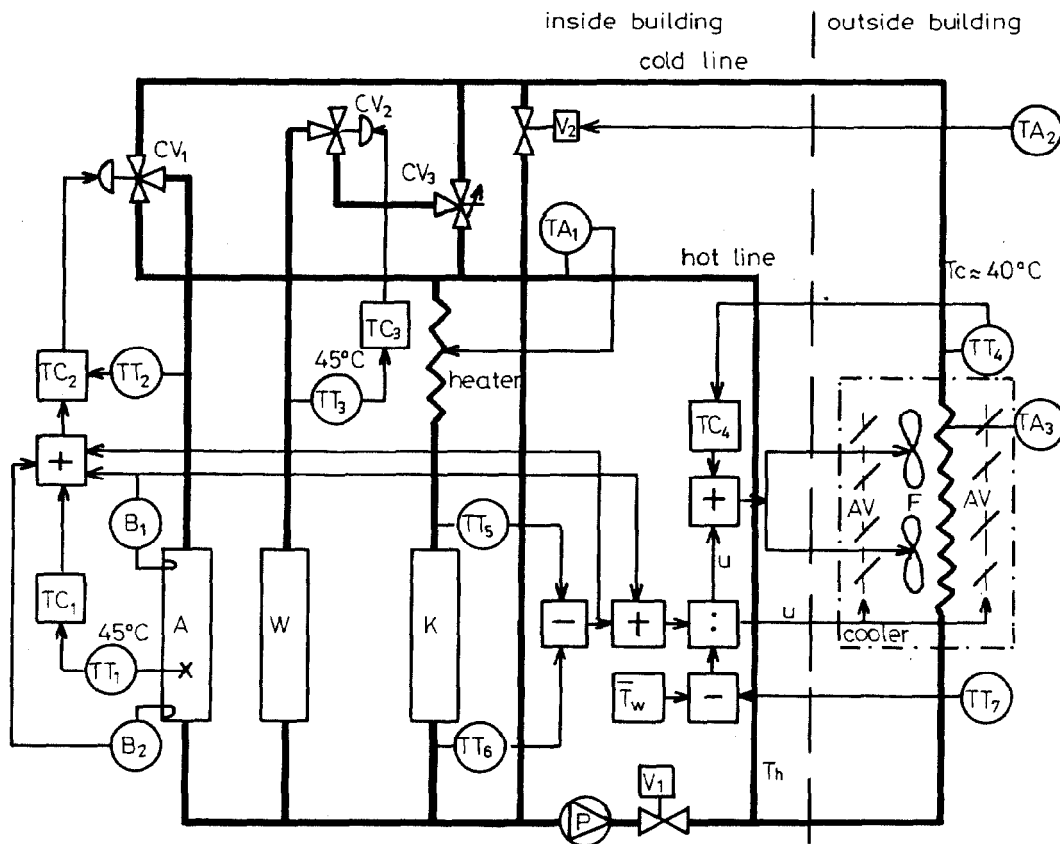 inside building
outside building
cold line
CV₂
V₂
TA₂
CV₁
CV₃
TA₁
hot line
Tc ≈ 40°C
TC₃
TT₄
45°C
TC₂
TT₂
TT₃
heater
TC₄
TA₃
+
+
AV
F
AV
B₁
TT₅
u
TC₁
A
W
K
−
+
:
u
cooler
45°C
TT₁
T̅w
−
TT₇
B₂
TT₆
V₁
Th
P